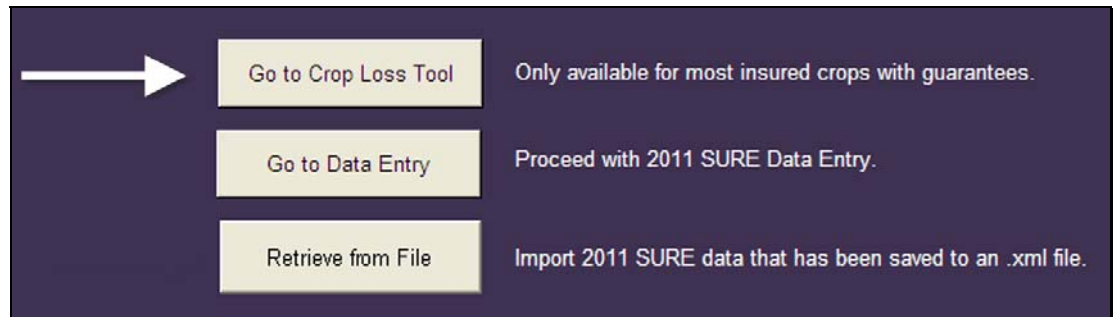 Go to Crop Loss Tool Only available for most insured crops with guarantees.
Go to Data Entry Proceed with 2011 SURE Data Entry.
Retrieve from File Import 2011 SURE data that has been saved to an .xml file.